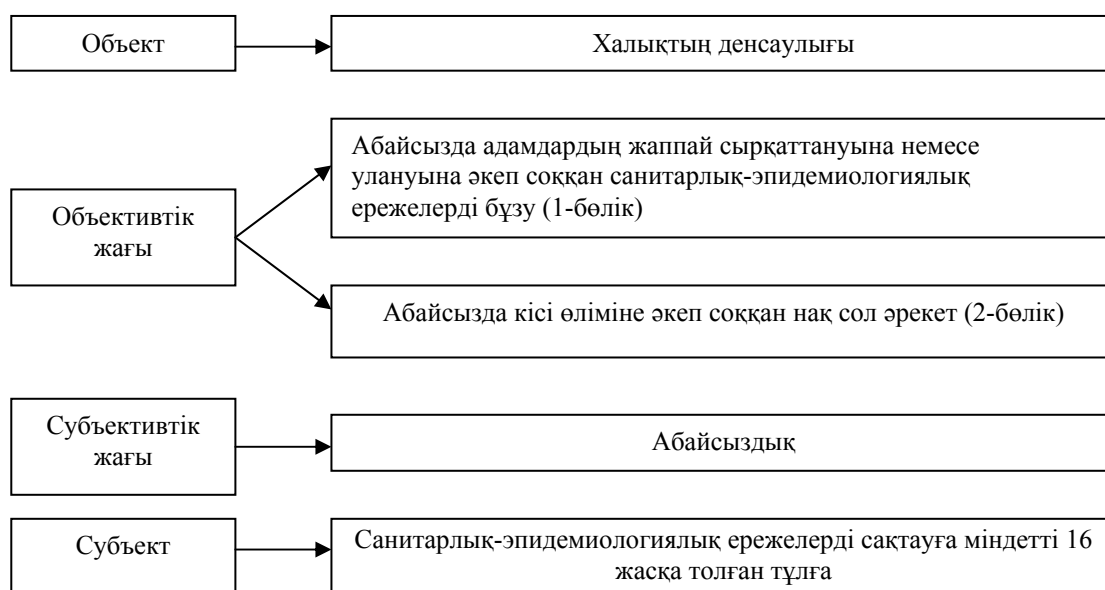 Объект
Халықтың денсаулығы
Объективтік
жағы
Абайсызда адамдардың жаппай сырқаттануына немесе
улануына әкеп соққан санитарлық-эпидемиологиялық
ережелерді бұзу (1-бөлік)
Абайсызда кісі өліміне әкеп соққан нақ сол әрекет (2-бөлік)
Субъективтік
жағы
Абайсыздық
Субъект
Санитарлық-эпидемиологиялық ережелерді сақтауға міндетті 16
жасқа толған тұлға